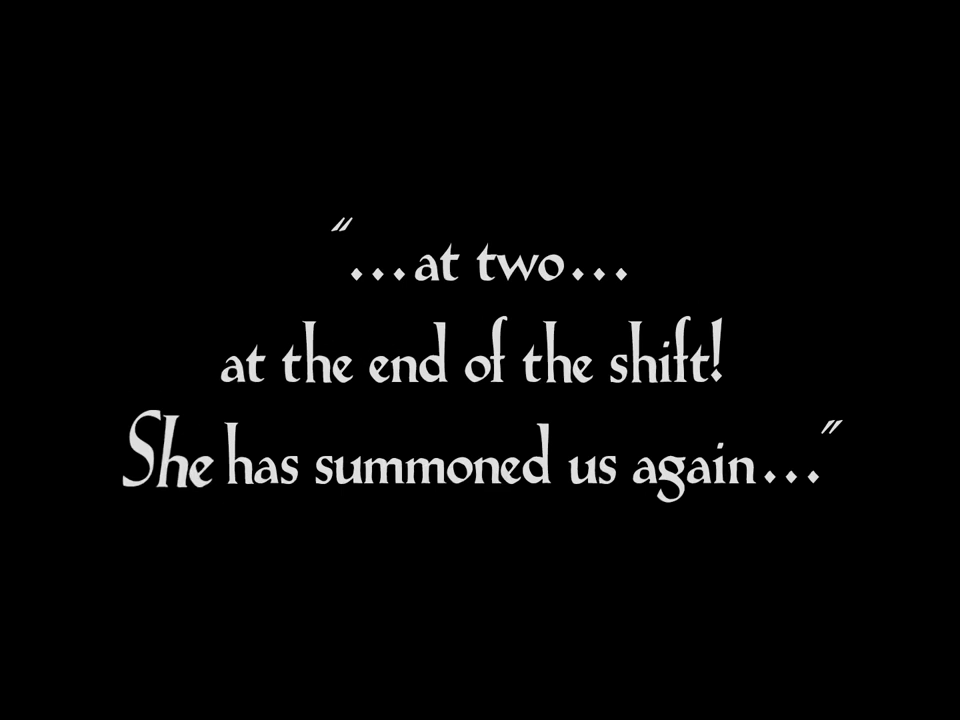 "...at two...
at the end of the shift!
She has summoned us again..."